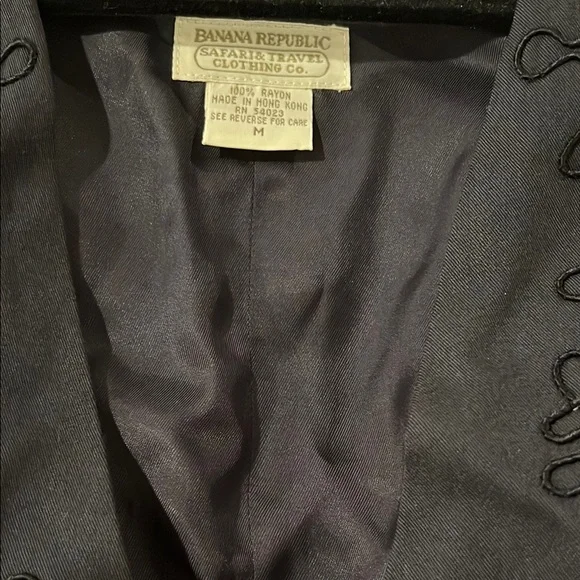 BANANA REPUBLIC
SAFARI & TRAVEL
CLOTHING CO.
100% RAYON
MADE IN HONG KONG
RN 54023
SEE REVERSE FOR CARE
M